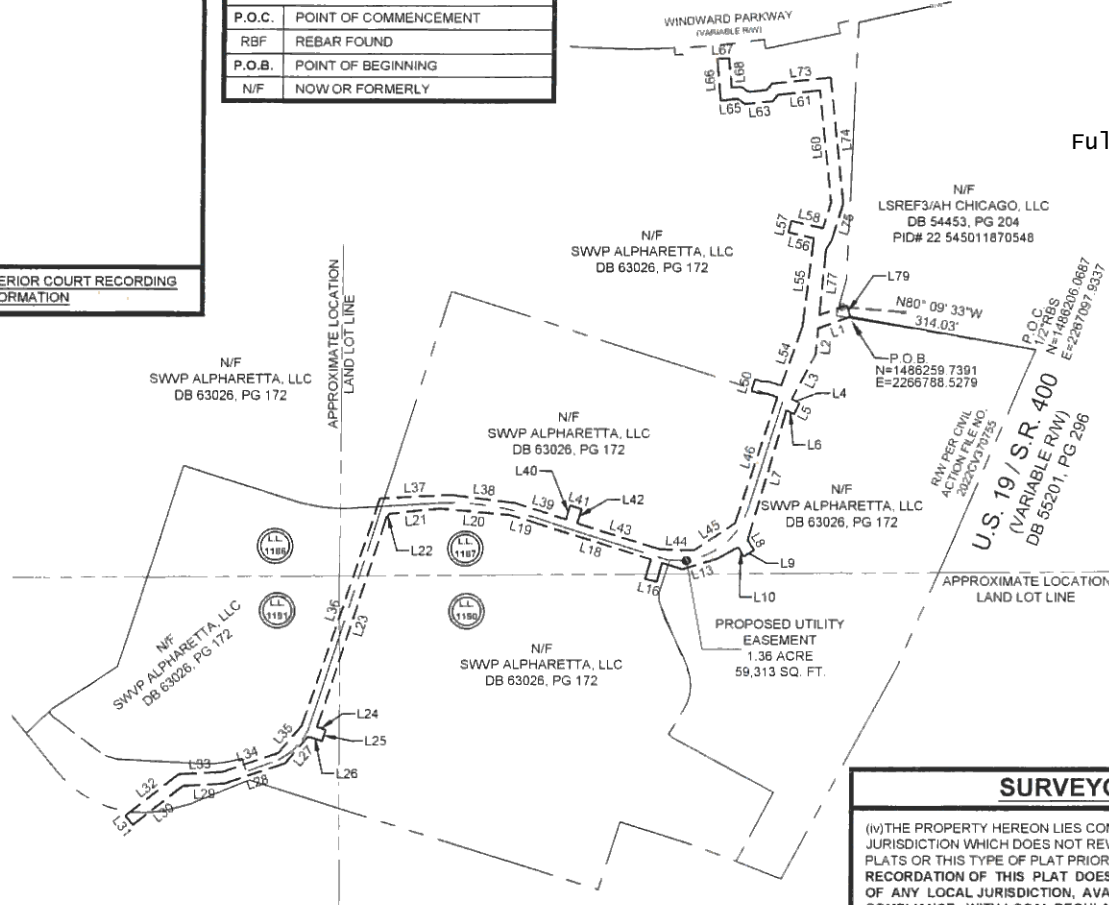 P.O.C. POINT OF COMMENCEMENT
RBF REBAR FOUND
P.O.B. POINT OF BEGINNING
N/F NOW OR FORMERLY
ERIOR COURT RECORDING
ORMATION
WINDWARD PARKWAY
(VARIABLE R/W)
L67
L66
L68
L73
L65
L63
L61
L60
L74
Ful
N/F
LSREF3/AH CHICAGO, LLC
DB 54453, PG 204
PID# 22 545011870548
L57
L58
L56
L75
N/F
SWVP ALPHARETTA, LLC
DB 63026, PG 172
L55
L77
L79
N80° 09' 33"W
314.03'
P.O.C.
1/2"RBS
N=1486206.0687
E=2267097.9337
L1
L2
P.O.B.
N=1486259.7391
E=2266788.5279
APPROXIMATE LOCATION
LAND LOT LINE
N/F
SWVP ALPHARETTA, LLC
DB 63026, PG 172
L54
L50
L3
L4
L5
L6
N/F
SWVP ALPHARETTA, LLC
DB 63026, PG 172
R/W PER CIVIL
ACTION FILE NO.
2022CV370755
U.S. 19 / S.R. 400
(VARIABLE R/W)
DB 55201, PG 296
L46
L7
L40
L41
L42
L37
L38
L39
L43
L21
L20
L19
L18
L22
N/F
SWVP ALPHARETTA, LLC
DB 63026, PG 172
L45
L44
L8
L9
L10
L13
L16
L.L.
1186
L.L.
1187
APPROXIMATE LOCATION
LAND LOT LINE
L.L.
1191
L.L.
1190
L36
L23
PROPOSED UTILITY
EASEMENT
1.36 ACRE
59,313 SQ. FT.
N/F
SWVP ALPHARETTA, LLC
DB 63026, PG 172
N/F
SWVP ALPHARETTA, LLC
DB 63026, PG 172
L24
L25
L26
L35
L27
L34
L33
L28
L29
L32
L30
L31
SURVEYO
(iv)THE PROPERTY HEREON LIES CON
JURISDICTION WHICH DOES NOT REV
PLATS OR THIS TYPE OF PLAT PRIOR
RECORDATION OF THIS PLAT DOES
OF ANY LOCAL JURISDICTION, AVA